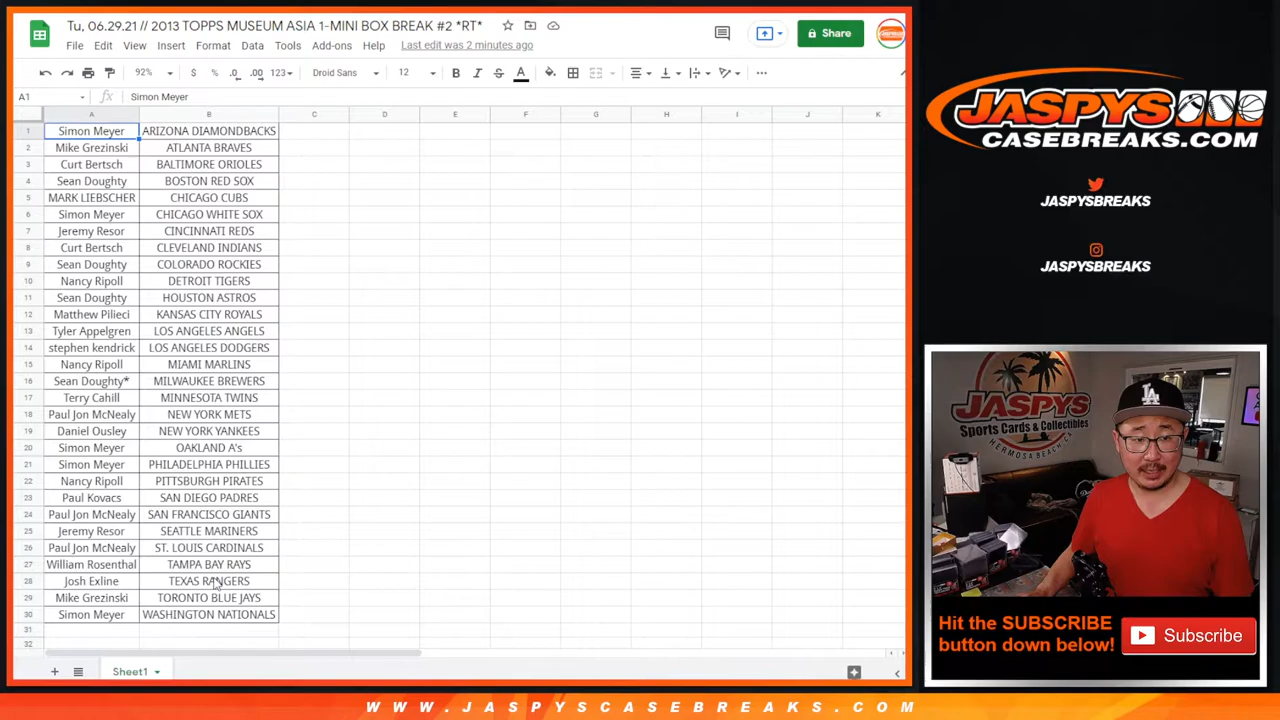 Tu, 06.29.21 // 2013 TOPPS MUSEUM ASIA 1-MINI BOX BREAK #2 *RT*
File Edit View Insert Format Data Tools Add-ons Help Last edit was 2 minutes ago
Share
92% $ % .0 .00 123 Droid Sans 12 B I S A
A1 fx Simon Meyer
A B C D E F G H I J K
1 Simon Meyer ARIZONA DIAMONDBACKS
2 Mike Grezinski ATLANTA BRAVES
3 Curt Bertsch BALTIMORE ORIOLES
4 Sean Doughty BOSTON RED SOX
5 MARK LIEBSCHER CHICAGO CUBS
6 Simon Meyer CHICAGO WHITE SOX
7 Jeremy Resor CINCINNATI REDS
8 Curt Bertsch CLEVELAND INDIANS
9 Sean Doughty COLORADO ROCKIES
10 Nancy Ripoll DETROIT TIGERS
11 Sean Doughty HOUSTON ASTROS
12 Matthew Pilieci KANSAS CITY ROYALS
13 Tyler Appelgren LOS ANGELES ANGELS
14 stephen kendrick LOS ANGELES DODGERS
15 Nancy Ripoll MIAMI MARLINS
16 Sean Doughty* MILWAUKEE BREWERS
17 Terry Cahill MINNESOTA TWINS
18 Paul Jon McNealy NEW YORK METS
19 Daniel Ousley NEW YORK YANKEES
20 Simon Meyer OAKLAND A's
21 Simon Meyer PHILADELPHIA PHILLIES
22 Nancy Ripoll PITTSBURGH PIRATES
23 Paul Kovacs SAN DIEGO PADRES
24 Paul Jon McNealy SAN FRANCISCO GIANTS
25 Jeremy Resor SEATTLE MARINERS
26 Paul Jon McNealy ST. LOUIS CARDINALS
27 William Rosenthal TAMPA BAY RAYS
28 Josh Exline TEXAS RANGERS
29 Mike Grezinski TORONTO BLUE JAYS
30 Simon Meyer WASHINGTON NATIONALS
31
32
Sheet1
JASPYS
CASEBREAKS.COM
JASPYSBREAKS
JASPYSBREAKS
JASPYS
Sports Cards & Collectibles
HERMOSA BEACH, CA
LA
Hit the SUBSCRIBE
button down below!
Subscribe
WWW.JASPYSCASEBREAKS.COM